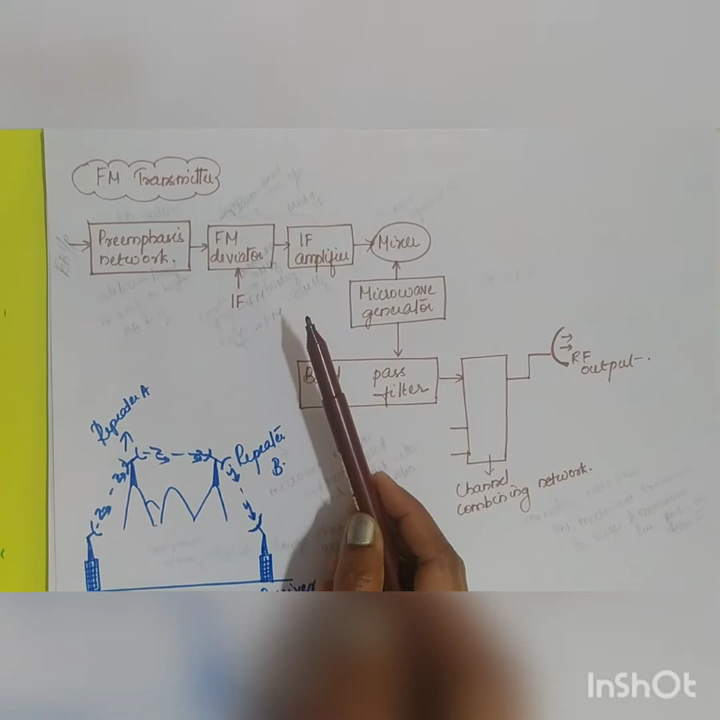 FM Transmitter
BB i/p
Preemphasis
network.
FM
deviator
IF
amplifier
Mixer
IF
Microwave
generator
pass
filter
RF
output
Channel
combining network.
Repeater A
Repeater
B.
InShOt